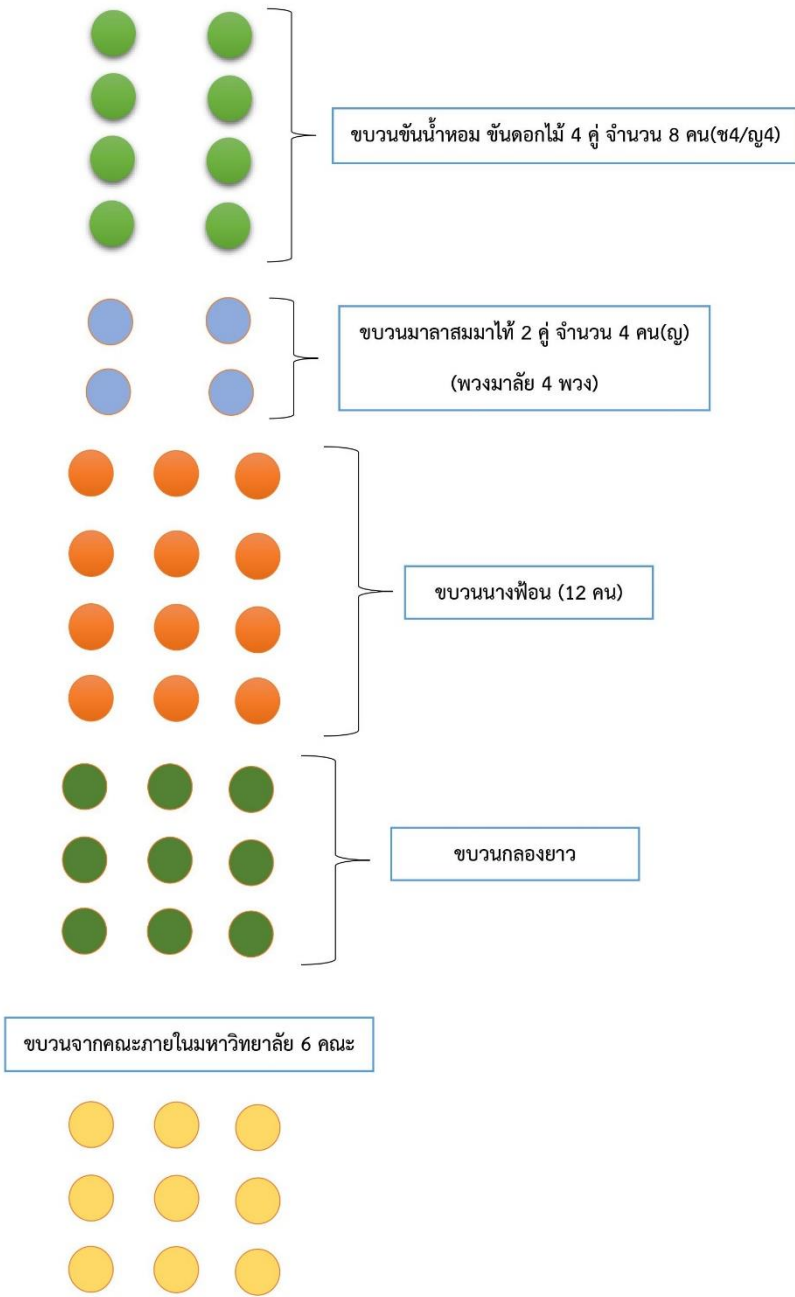 ขบวนขันน้ำหอม ขันดอกไม้ 4 คู่ จำนวน 8 คน(ช4/ญ4)
ขบวนมาลาสมมาไท้ 2 คู่ จำนวน 4 คน(ญ)
(พวงมาลัย 4 พวง)
ขบวนนางฟ้อน (12 คน)
ขบวนกลองยาว
ขบวนจากคณะภายในมหาวิทยาลัย 6 คณะ